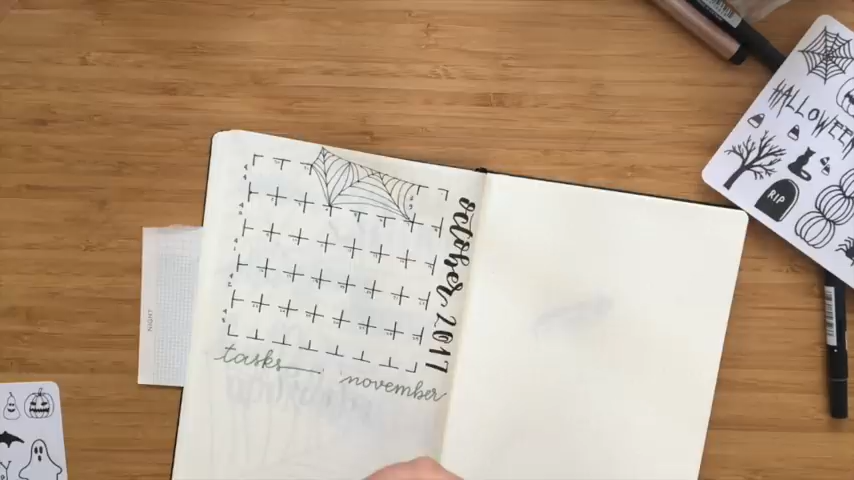 october 2017
tasks
november
NIGHT
HALLOWEEN
RIP